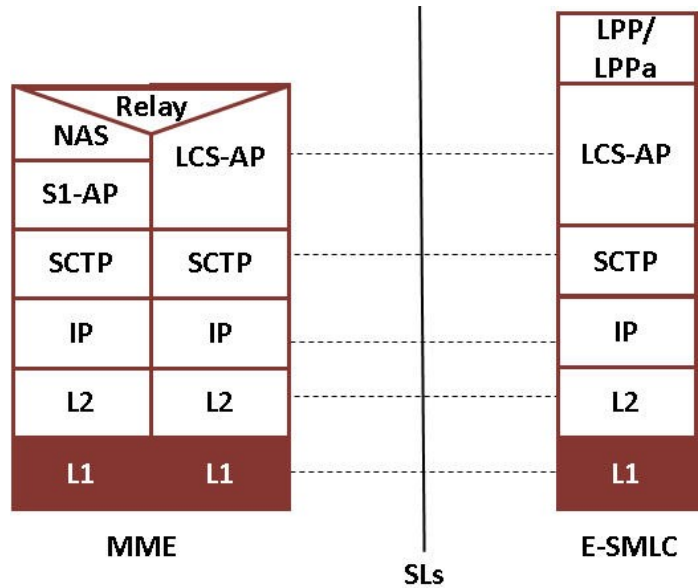 LPP/
LPPa
Relay
NAS
LCS-AP
LCS-AP
S1-AP
SCTP
SCTP
SCTP
IP
IP
IP
L2
L2
L2
L1
L1
L1
MME
E-SMLC
SLs